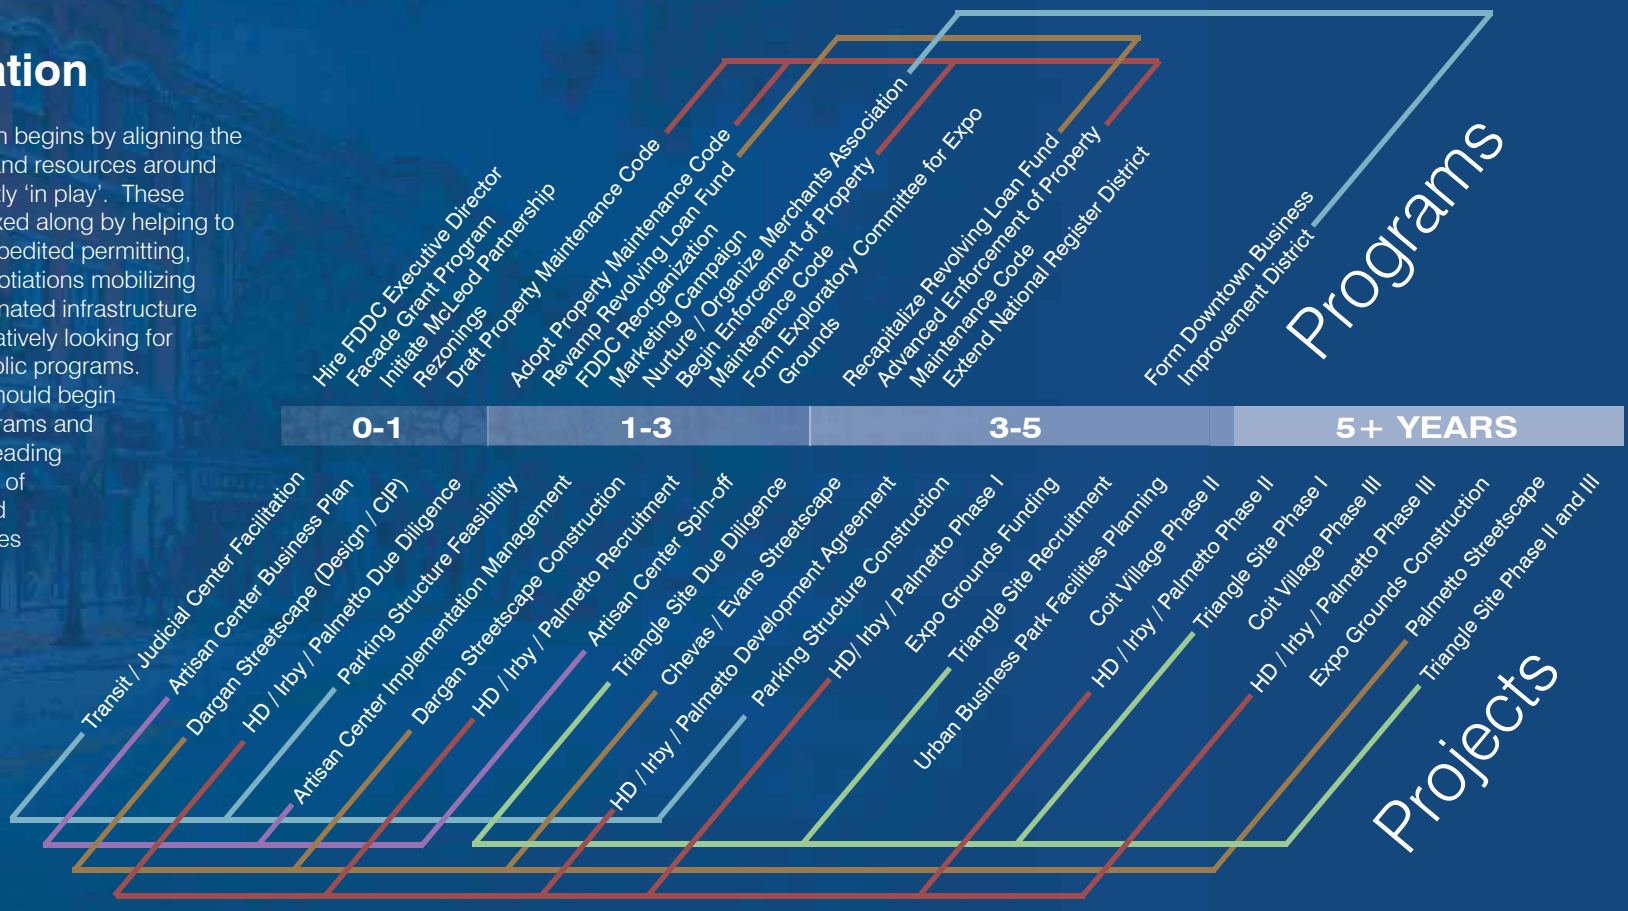 ation
n begins by aligning the
and resources around
tly ‘in play’. These
xed along by helping to
pedited permitting,
otiations mobilizing
nated infrastructure
atively looking for
blic programs.
hould begin
rams and
eading
of
d
es
Hire FDDC Executive Director
Facade Grant Program
Initiate McLeod Partnership
Rezonings
Draft Property Maintenance Code
Adopt Property Maintenance Code
Revamp Revolving Loan Fund
FDDC Reorganization
Marketing Campaign
Nurture / Organize Merchants Association
Begin Enforcement of Property
Maintenance Code
Form Exploratory Committee for Expo
Grounds
Recapitalize Revolving Loan Fund
Advanced Enforcement of Property
Maintenance Code
Extend National Register District
Form Downtown Business
Improvement District
Programs
0-1
1-3
3-5
5+ YEARS
Transit / Judicial Center Facilitation
Artisan Center Business Plan
Dargan Streetscape (Design / CIP)
HD / Irby / Palmetto Due Diligence
Parking Structure Feasibility
Artisan Center Implementation Management
Dargan Streetscape Construction
HD / Irby / Palmetto Recruitment
Artisan Center Spin-off
Triangle Site Due Diligence
Chevas / Evans Streetscape
HD / Irby / Palmetto Development Agreement
Parking Structure Construction
HD/ Irby / Palmetto Phase I
Expo Grounds Funding
Triangle Site Recruitment
Urban Business Park Facilities Planning
Coit Village Phase II
HD / Irby / Palmetto Phase II
Triangle Site Phase I
Coit Village Phase III
HD / Irby / Palmetto Phase III
Expo Grounds Construction
Palmetto Streetscape
Triangle Site Phase II and III
Projects